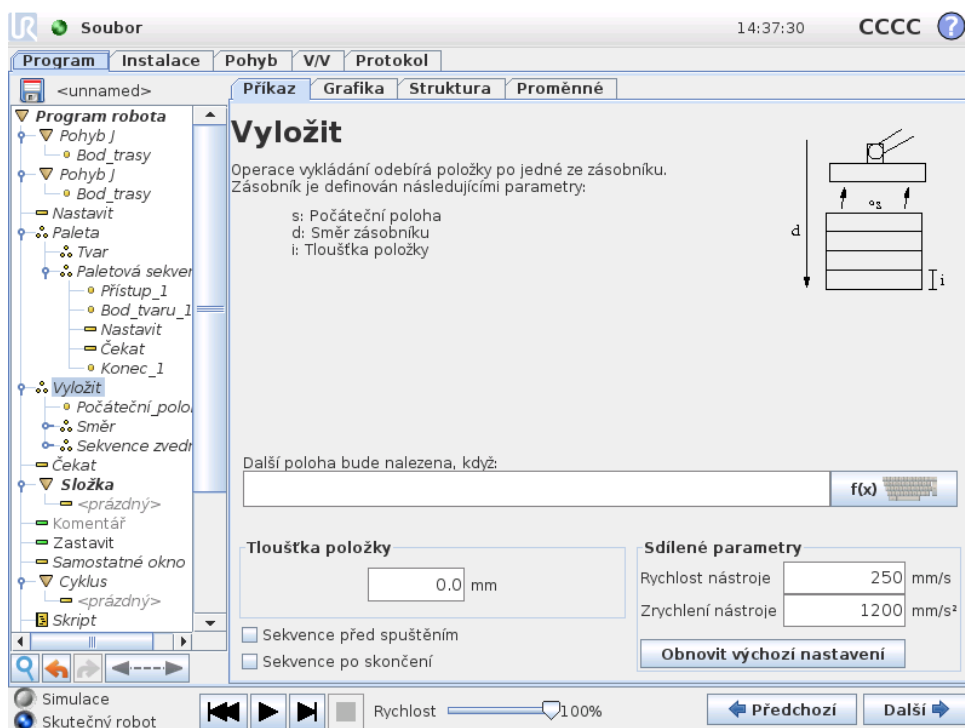 UR Soubor 14:37:30 CCCC ?
Program Instalace Pohyb V/V Protokol
<unnamed>
Příkaz Grafika Struktura Proměnné
Program robota
Pohyb J
Bod_trasy
Pohyb J
Bod_trasy
Nastavit
Paleta
Tvar
Paletová sekver
Přístup_1
Bod_tvaru_1
Nastavit
Čekat
Konec_1
Vyložit
Počáteční_polo
Směr
Sekvence zvedr
Čekat
Složka
<prázdný>
Komentář
Zastavit
Samostatné okno
Cyklus
<prázdný>
Skript
Vyložit
Operace vykládání odebírá položky po jedné ze zásobníku.
Zásobník je definován následujícími parametry:
s: Počáteční poloha
d: Směr zásobníku
i: Tloušťka položky
s
d
i
Další poloha bude nalezena, když:
f(x)
Tloušťka položky
0.0 mm
Sekvence před spuštěním
Sekvence po skončení
Sdílené parametry
Rychlost nástroje 250 mm/s
Zrychlení nástroje 1200 mm/s²
Obnovit výchozí nastavení
Simulace
Skutečný robot
Rychlost 100%
Předchozí Další